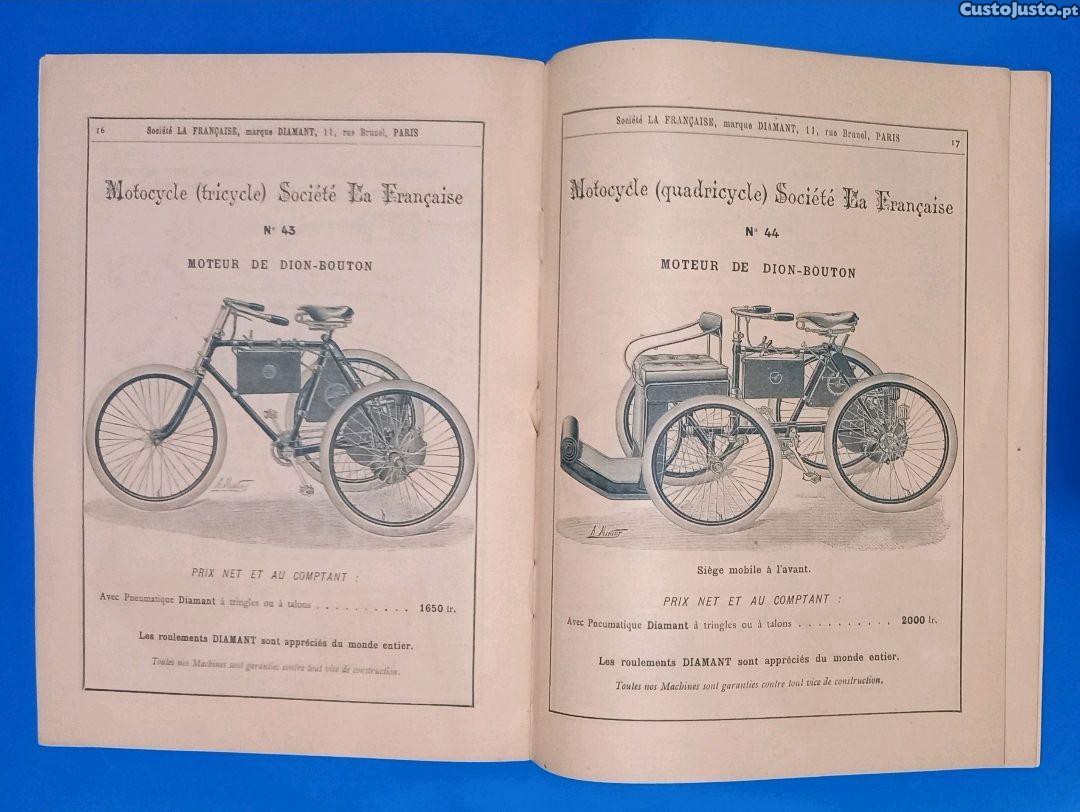 CustoJusto.pt
16 Société LA FRANÇAISE, marque DIAMANT, 11, rue Brunel, PARIS
Motocycle (tricycle) Société La Française
N° 43
MOTEUR DE DION-BOUTON
PRIX NET ET AU COMPTANT :
Avec Pneumatique Diamant à tringles ou à talons . . . . . . . . . . 1650 fr.
Les roulements DIAMANT sont appréciés du monde entier.
Toutes nos Machines sont garanties contre tout vice de construction.
Société LA FRANÇAISE, marque DIAMANT, 11, rue Brunel, PARIS 17
Motocycle (quadricycle) Société La Française
N° 44
MOTEUR DE DION-BOUTON
Siège mobile à l'avant.
PRIX NET ET AU COMPTANT :
Avec Pneumatique Diamant à tringles ou à talons . . . . . . . . . . 2000 fr.
Les roulements DIAMANT sont appréciés du monde entier.
Toutes nos Machines sont garanties contre tout vice de construction.